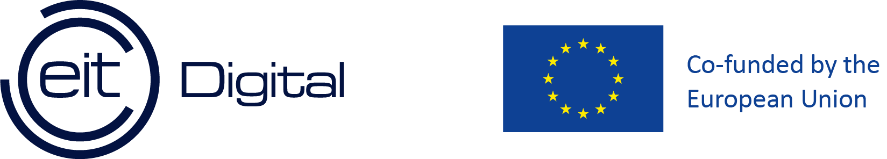 eit Digital
Co-funded by the
European Union